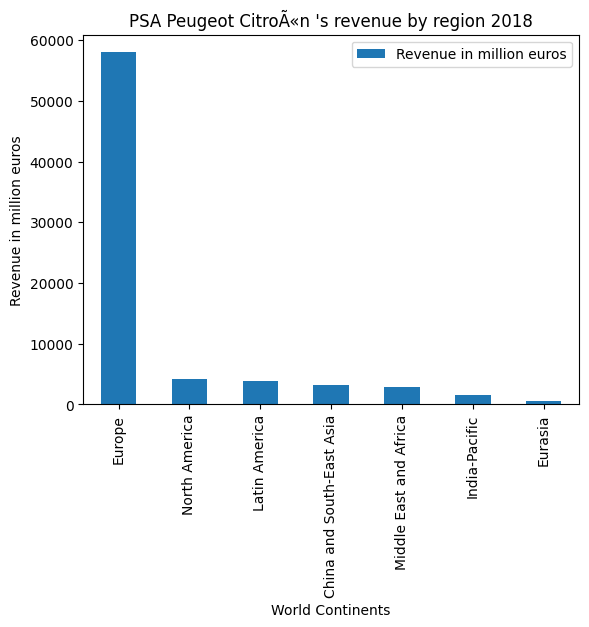 PSA Peugeot CitroÃ«n 's revenue by region 2018
Revenue in million euros
Revenue in million euros
60000
50000
40000
30000
20000
10000
0
Europe
North America
Latin America
China and South-East Asia
Middle East and Africa
India-Pacific
Eurasia
World Continents